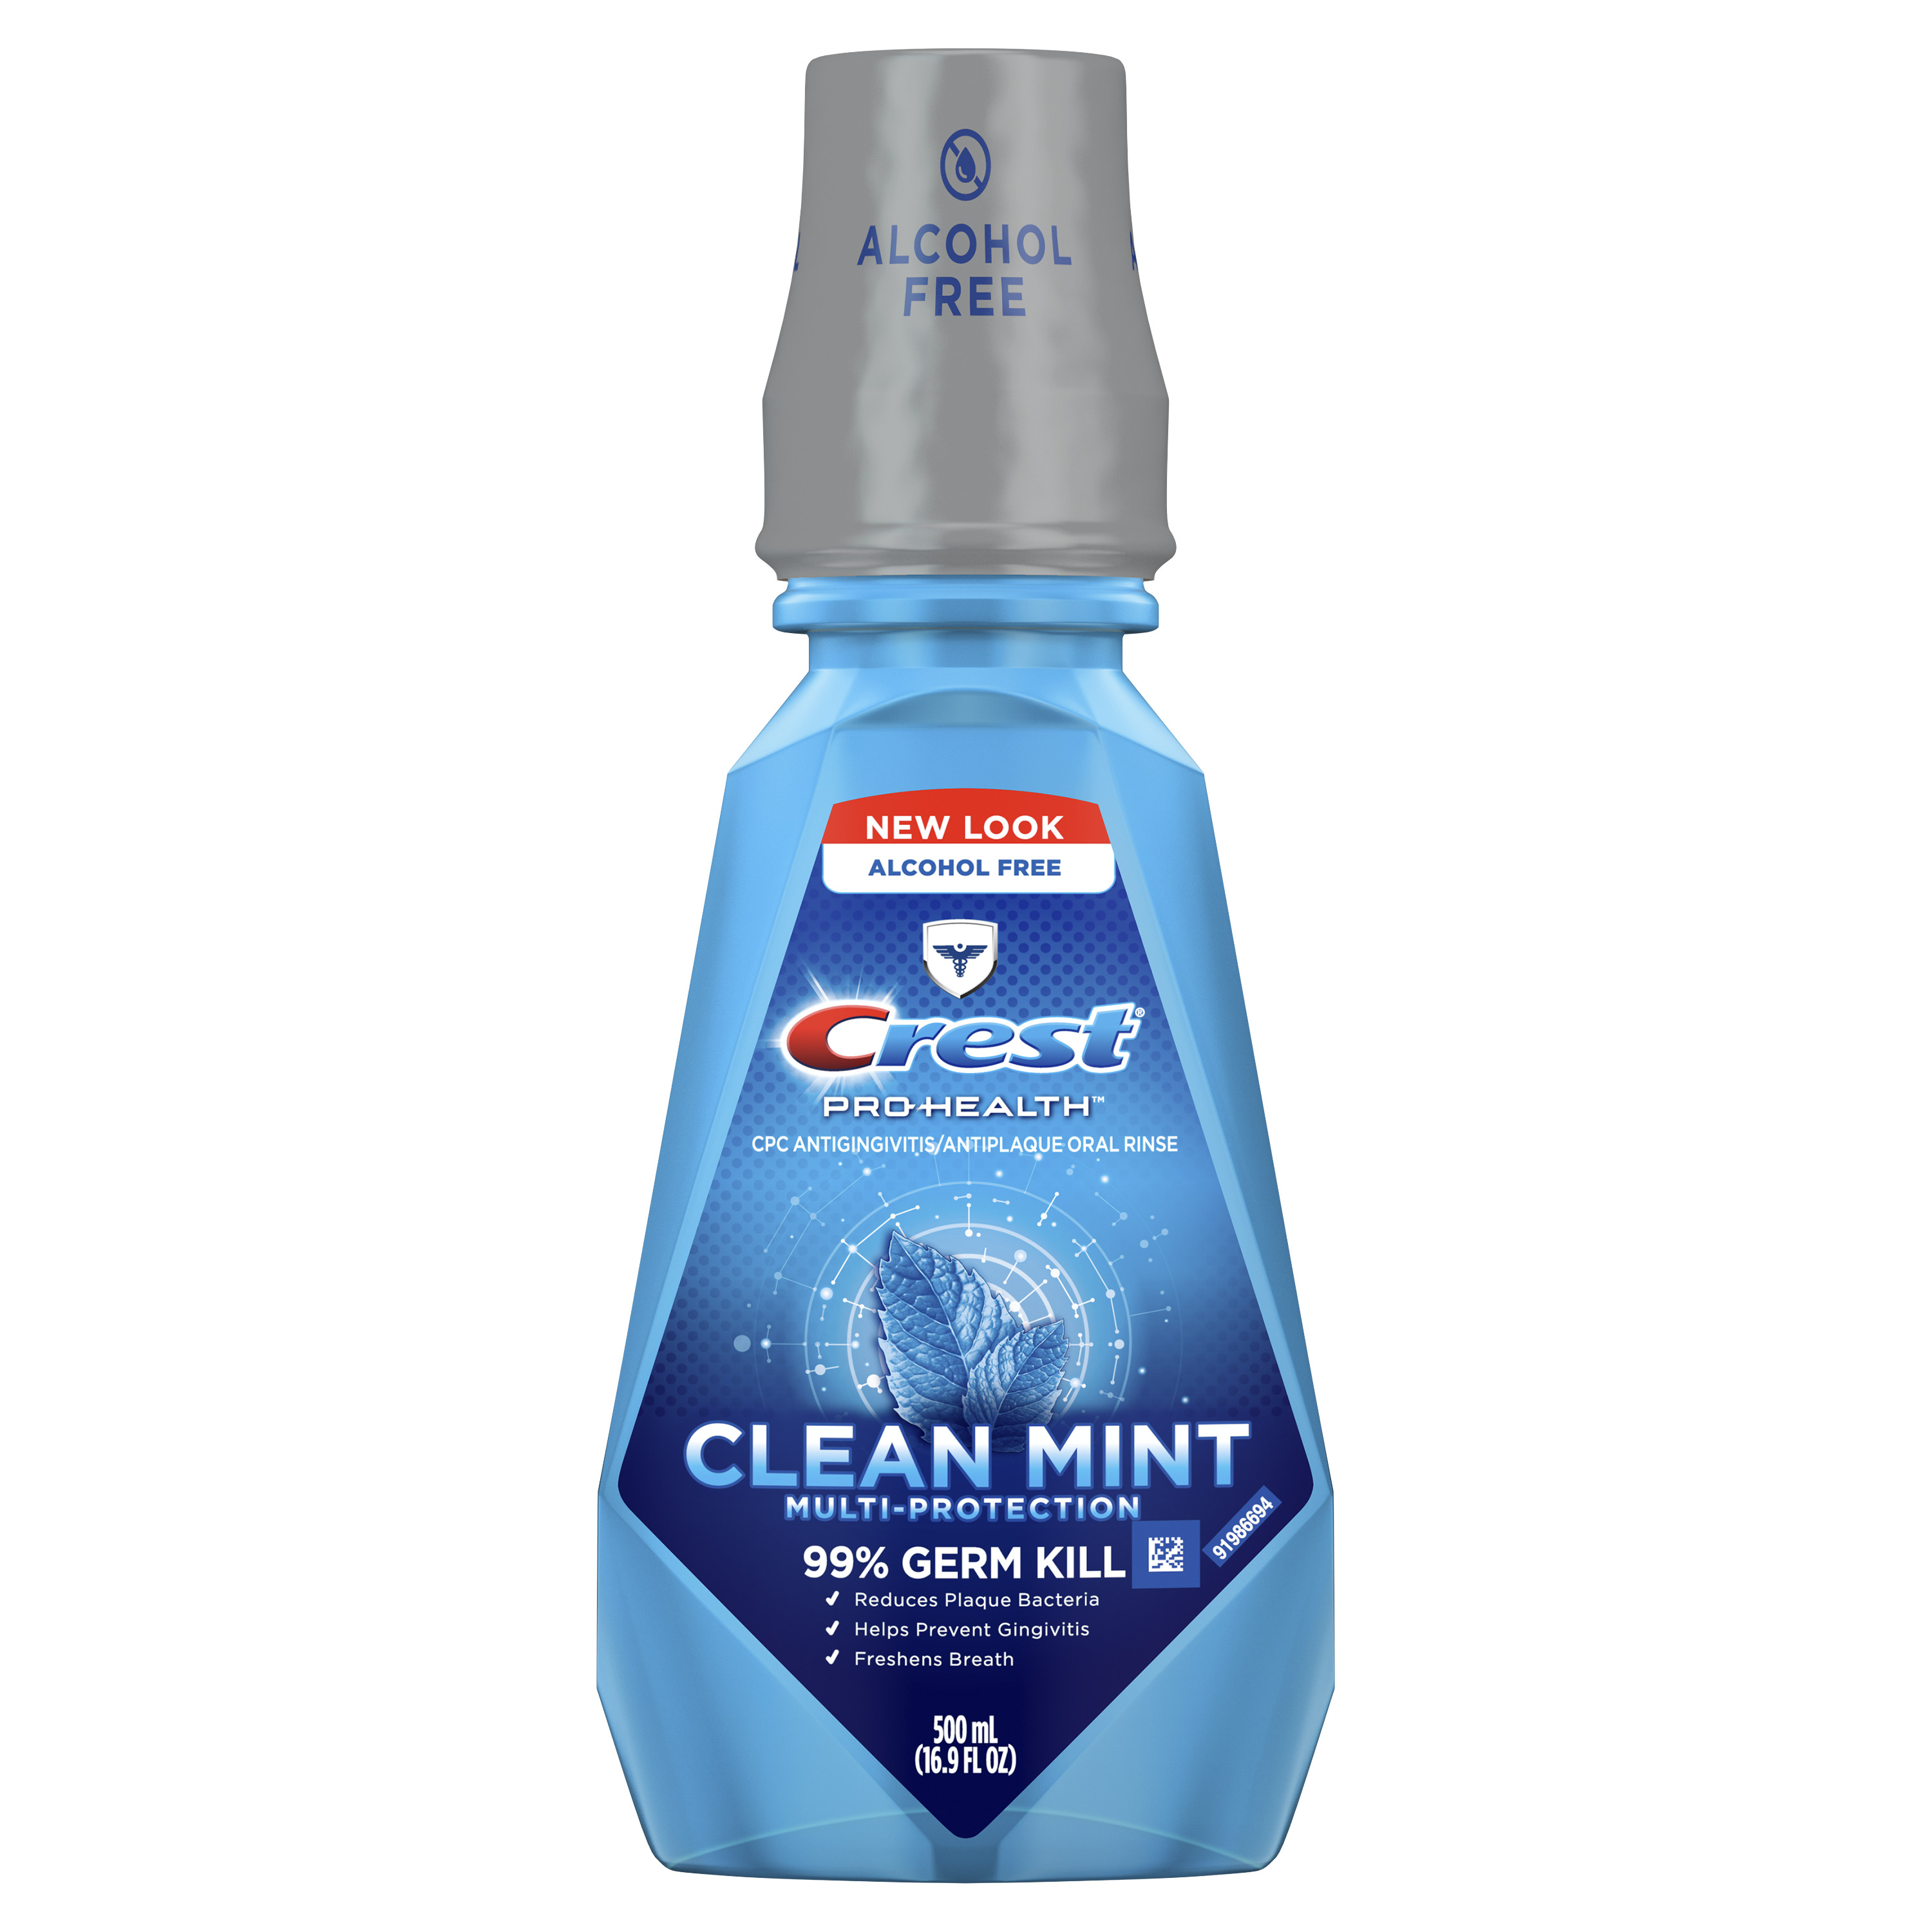 ALCOHOL
FREE
NEW LOOK
ALCOHOL FREE
Crest®
PRO-HEALTH™
CPC ANTIGINGIVITIS/ANTIPLAQUE ORAL RINSE
CLEAN MINT
MULTI-PROTECTION
99% GERM KILL
91986694
✓ Reduces Plaque Bacteria
✓ Helps Prevent Gingivitis
✓ Freshens Breath
500 mL
(16.9 FL OZ)